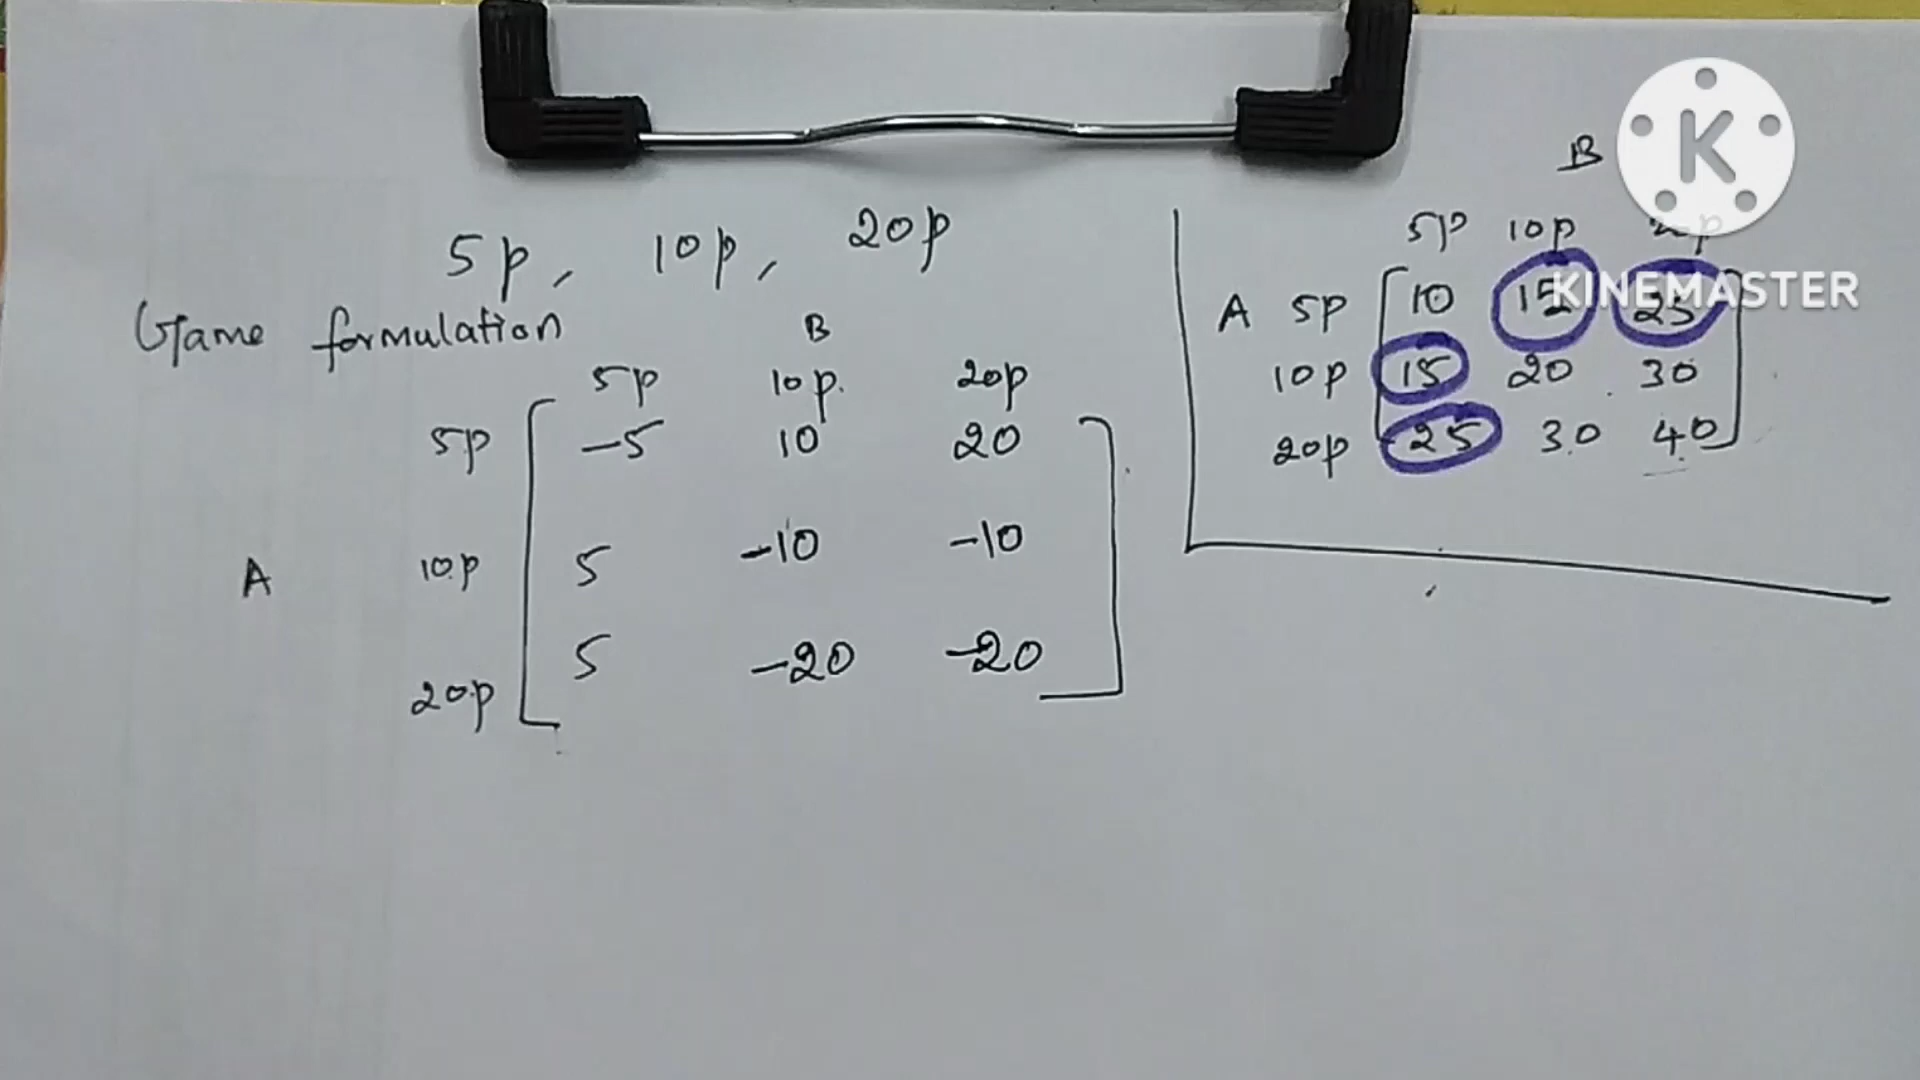 5p, 10p, 20p
Game formulation
B
5p 10p. 20p
5p -5 10 20
A 10p 5 -10 -10
20p 5 -20 -20
B
5p 10p
A 5p 10 15 25
10p 15 20 30
20p 25 30 40
K
KINEMASTER